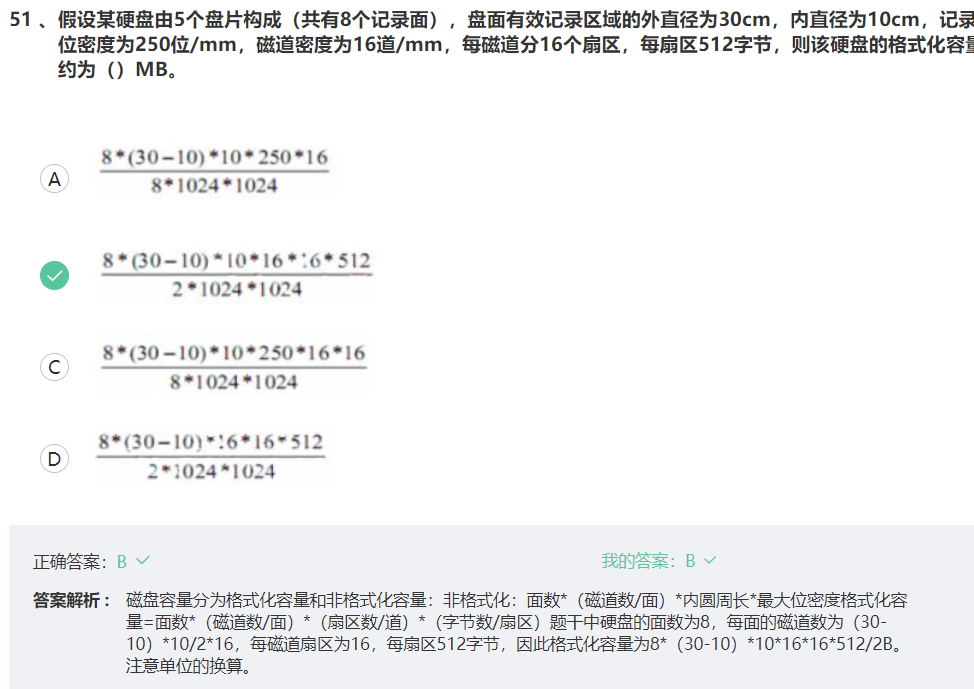 51 、假设某硬盘由5个盘片构成（共有8个记录面），盘面有效记录区域的外直径为30cm，内直径为10cm，记录
位密度为250位/mm，磁道密度为16道/mm，每磁道分16个扇区，每扇区512字节，则该硬盘的格式化容量
约为（）MB。
A
8*(30-10)*10*250*16
8*1024*1024
8*(30-10)*10*16*16*512
2*1024*1024
C
8*(30-10)*10*250*16*16
8*1024*1024
D
8*(30-10)*16*16*512
2*1024*1024
正确答案：B 我的答案：B
答案解析： 磁盘容量分为格式化容量和非格式化容量：非格式化：面数*（磁道数/面）*内圆周长*最大位密度格式化容
量=面数*（磁道数/面）*（扇区数/道）*（字节数/扇区）题干中硬盘的面数为8，每面的磁道数为（30-
10）*10/2*16，每磁道扇区为16，每扇区512字节，因此格式化容量为8*（30-10）*10*16*16*512/2B。
注意单位的换算。